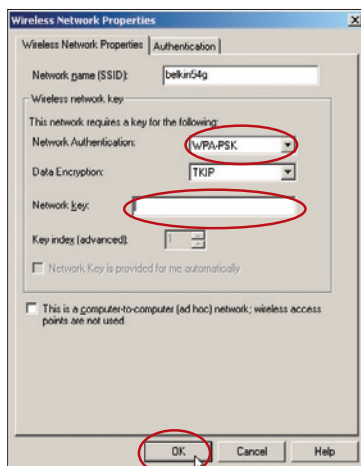 Wireless Network Properties
Wireless Network Properties Authentication
Network name (SSID): belkin54g
Wireless network key
This network requires a key for the following:
Network Authentication: WPA-PSK
Data Encryption: TKIP
Network key:
Key index (advanced): 1
Network Key is provided for me automatically
This is a computer-to-computer (ad hoc) network; wireless access
points are not used
OK Cancel Help